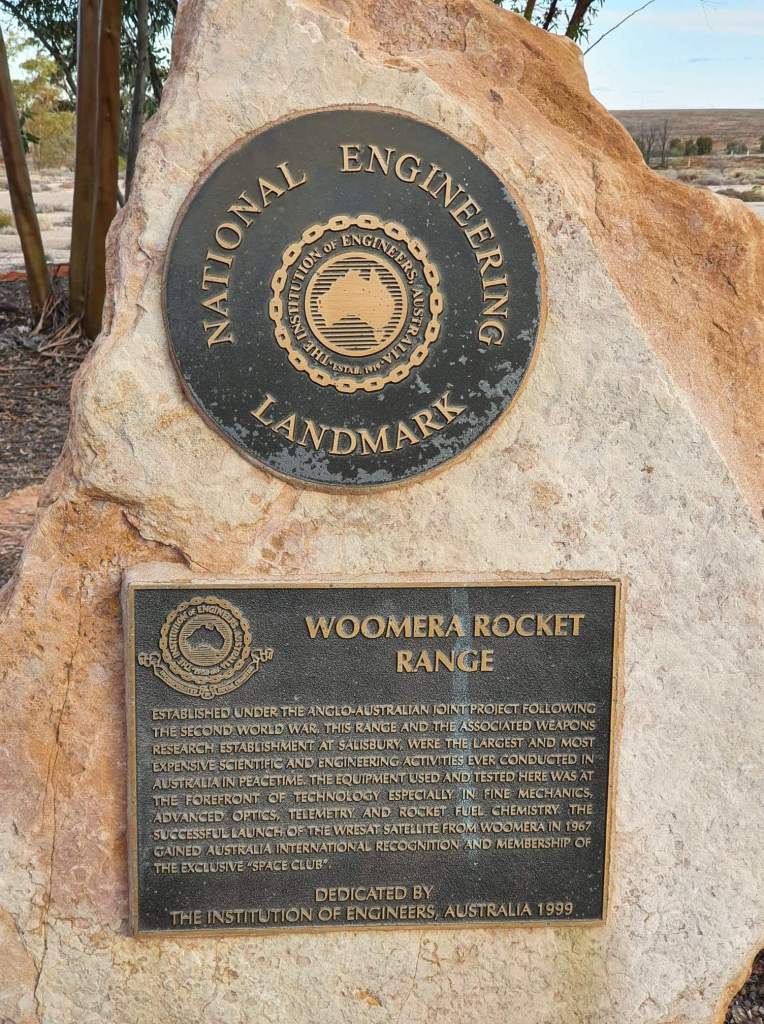 NATIONAL ENGINEERING
THE INSTITUTION OF ENGINEERS, AUSTRALIA
ESTAB. 1919
LANDMARK
THE INSTITUTION OF ENGINEERS AUSTRALIA
WOOMERA ROCKET
RANGE
ESTABLISHED UNDER THE ANGLO-AUSTRALIAN JOINT PROJECT FOLLOWING
THE SECOND WORLD WAR, THIS RANGE AND THE ASSOCIATED WEAPONS
RESEARCH ESTABLISHMENT AT SALISBURY, WERE THE LARGEST AND MOST
EXPENSIVE SCIENTIFIC AND ENGINEERING ACTIVITIES EVER CONDUCTED IN
AUSTRALIA IN PEACETIME. THE EQUIPMENT USED AND TESTED HERE WAS AT
THE FOREFRONT OF TECHNOLOGY ESPECIALLY IN FINE MECHANICS,
ADVANCED OPTICS, TELEMETRY AND ROCKET FUEL CHEMISTRY. THE
SUCCESSFUL LAUNCH OF THE WRESAT SATELLITE FROM WOOMERA IN 1967
GAINED AUSTRALIA INTERNATIONAL RECOGNITION AND MEMBERSHIP OF
THE EXCLUSIVE "SPACE CLUB".
DEDICATED BY
THE INSTITUTION OF ENGINEERS, AUSTRALIA 1999